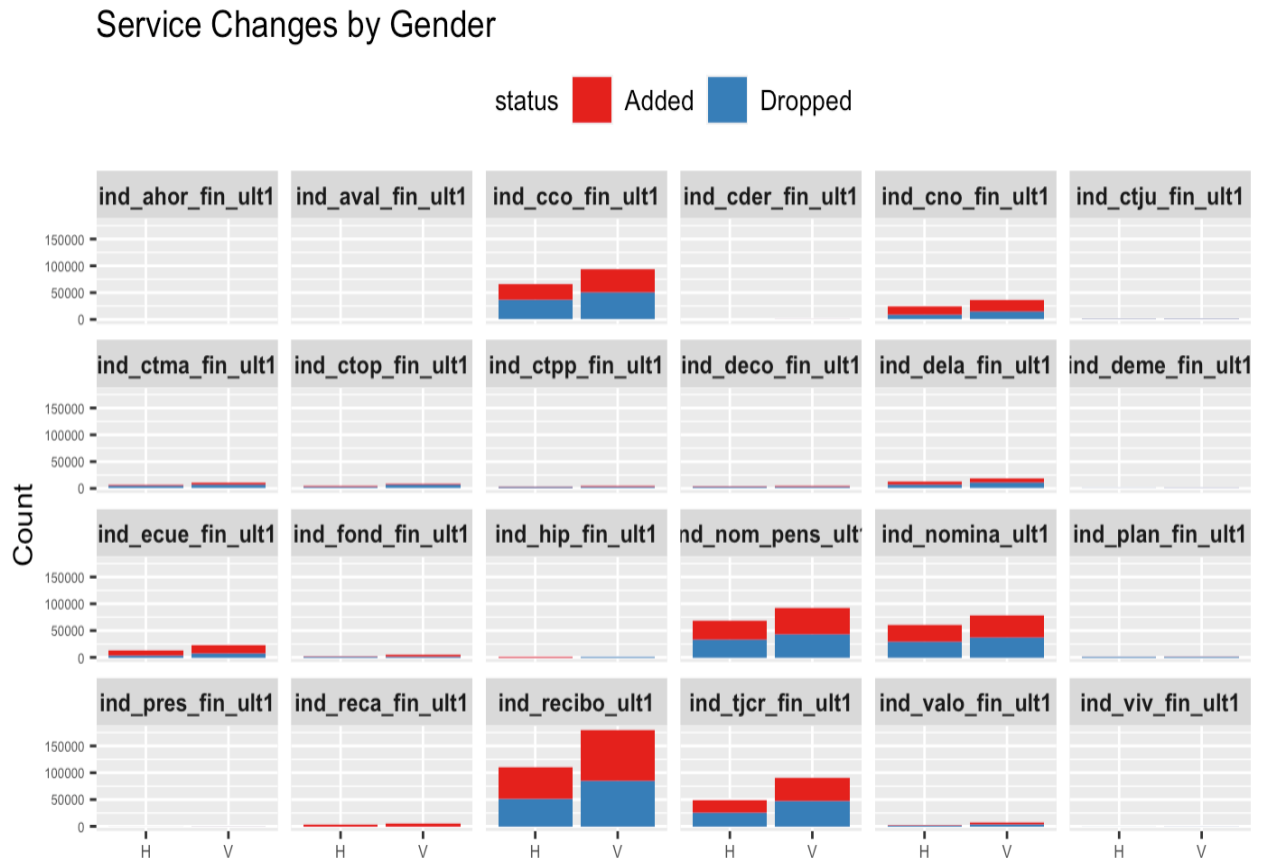 Service Changes by Gender
status Added Dropped
ind_ahor_fin_ult1 ind_aval_fin_ult1 ind_cco_fin_ult1 ind_cder_fin_ult1 ind_cno_fin_ult1 ind_ctju_fin_ult1
150000
100000
50000
0
ind_ctma_fin_ult1 ind_ctop_fin_ult1 ind_ctpp_fin_ult1 ind_deco_fin_ult1 ind_dela_fin_ult1 ind_deme_fin_ult1
150000
100000
50000
0
Count
ind_ecue_fin_ult1 ind_fond_fin_ult1 ind_hip_fin_ult1 nd_nom_pens_ult1 ind_nomina_ult1 ind_plan_fin_ult1
150000
100000
50000
0
ind_pres_fin_ult1 ind_reca_fin_ult1 ind_recibo_ult1 ind_tjcr_fin_ult1 ind_valo_fin_ult1 ind_viv_fin_ult1
150000
100000
50000
0
H V H V H V H V H V H V